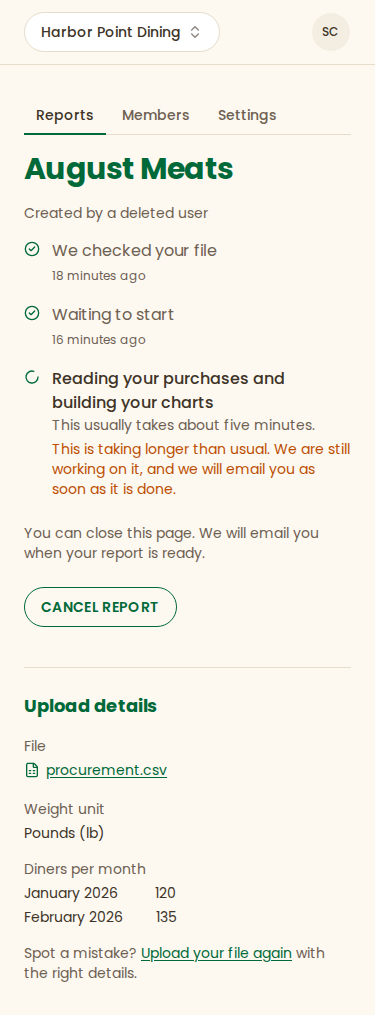 Harbor Point Dining
SC
Reports Members Settings
August Meats
Created by a deleted user
We checked your file
18 minutes ago
Waiting to start
16 minutes ago
Reading your purchases and
building your charts
This usually takes about five minutes.
This is taking longer than usual. We are still
working on it, and we will email you as
soon as it is done.
You can close this page. We will email you
when your report is ready.
CANCEL REPORT
Upload details
File
procurement.csv
Weight unit
Pounds (lb)
Diners per month
January 2026 120
February 2026 135
Spot a mistake? Upload your file again with
the right details.